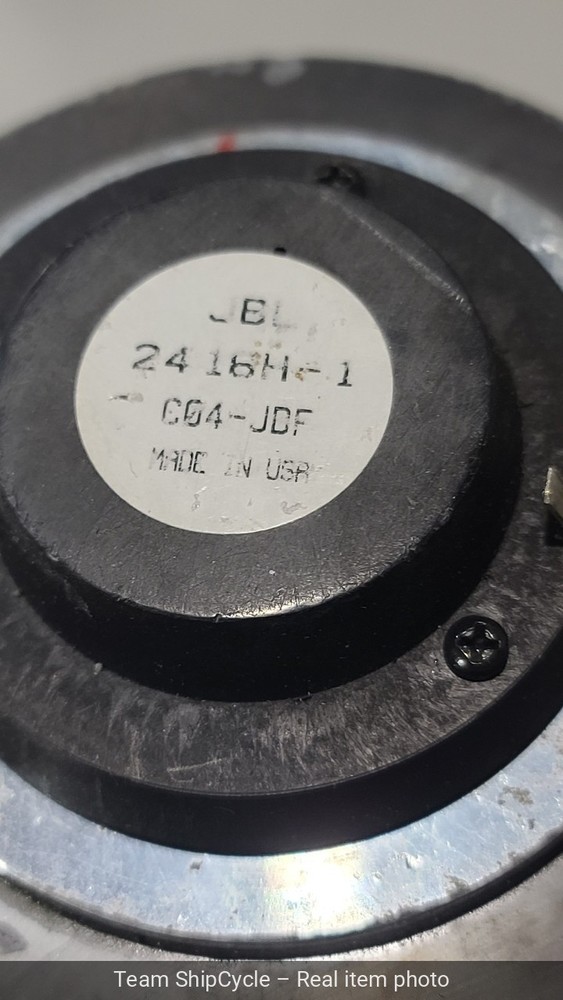 JBL
2416H-1
C04-JDF
MADE IN USA
Team ShipCycle – Real item photo